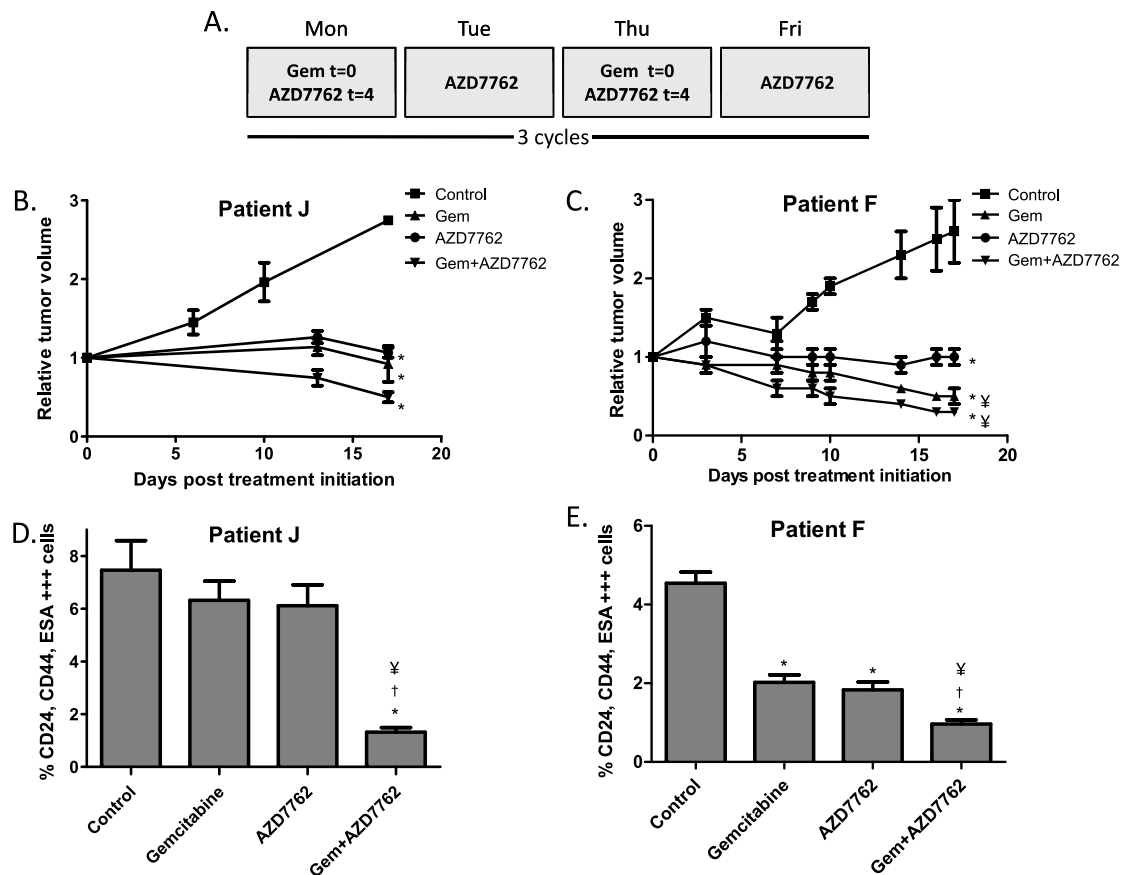 A.
Mon Tue Thu Fri
Gem t=0
AZD7762 t=4
AZD7762
Gem t=0
AZD7762 t=4
AZD7762
3 cycles
B.
Patient J
Control
Gem
AZD7762
Gem+AZD7762
Relative tumor volume
3
2
1
0
*
*
*
0 5 10 15 20
Days post treatment initiation
C.
Patient F
Control
Gem
AZD7762
Gem+AZD7762
Relative tumor volume
3
2
1
0
*
* ¥
* ¥
0 5 10 15 20
Days post treatment initiation
D.
Patient J
% CD24, CD44, ESA +++ cells
8
6
4
2
0
¥
†
*
Control
Gemcitabine
AZD7762
Gem+AZD7762
E.
Patient F
% CD24, CD44, ESA +++ cells
6
4
2
0
*
*
¥
†
*
Control
Gemcitabine
AZD7762
Gem+AZD7762